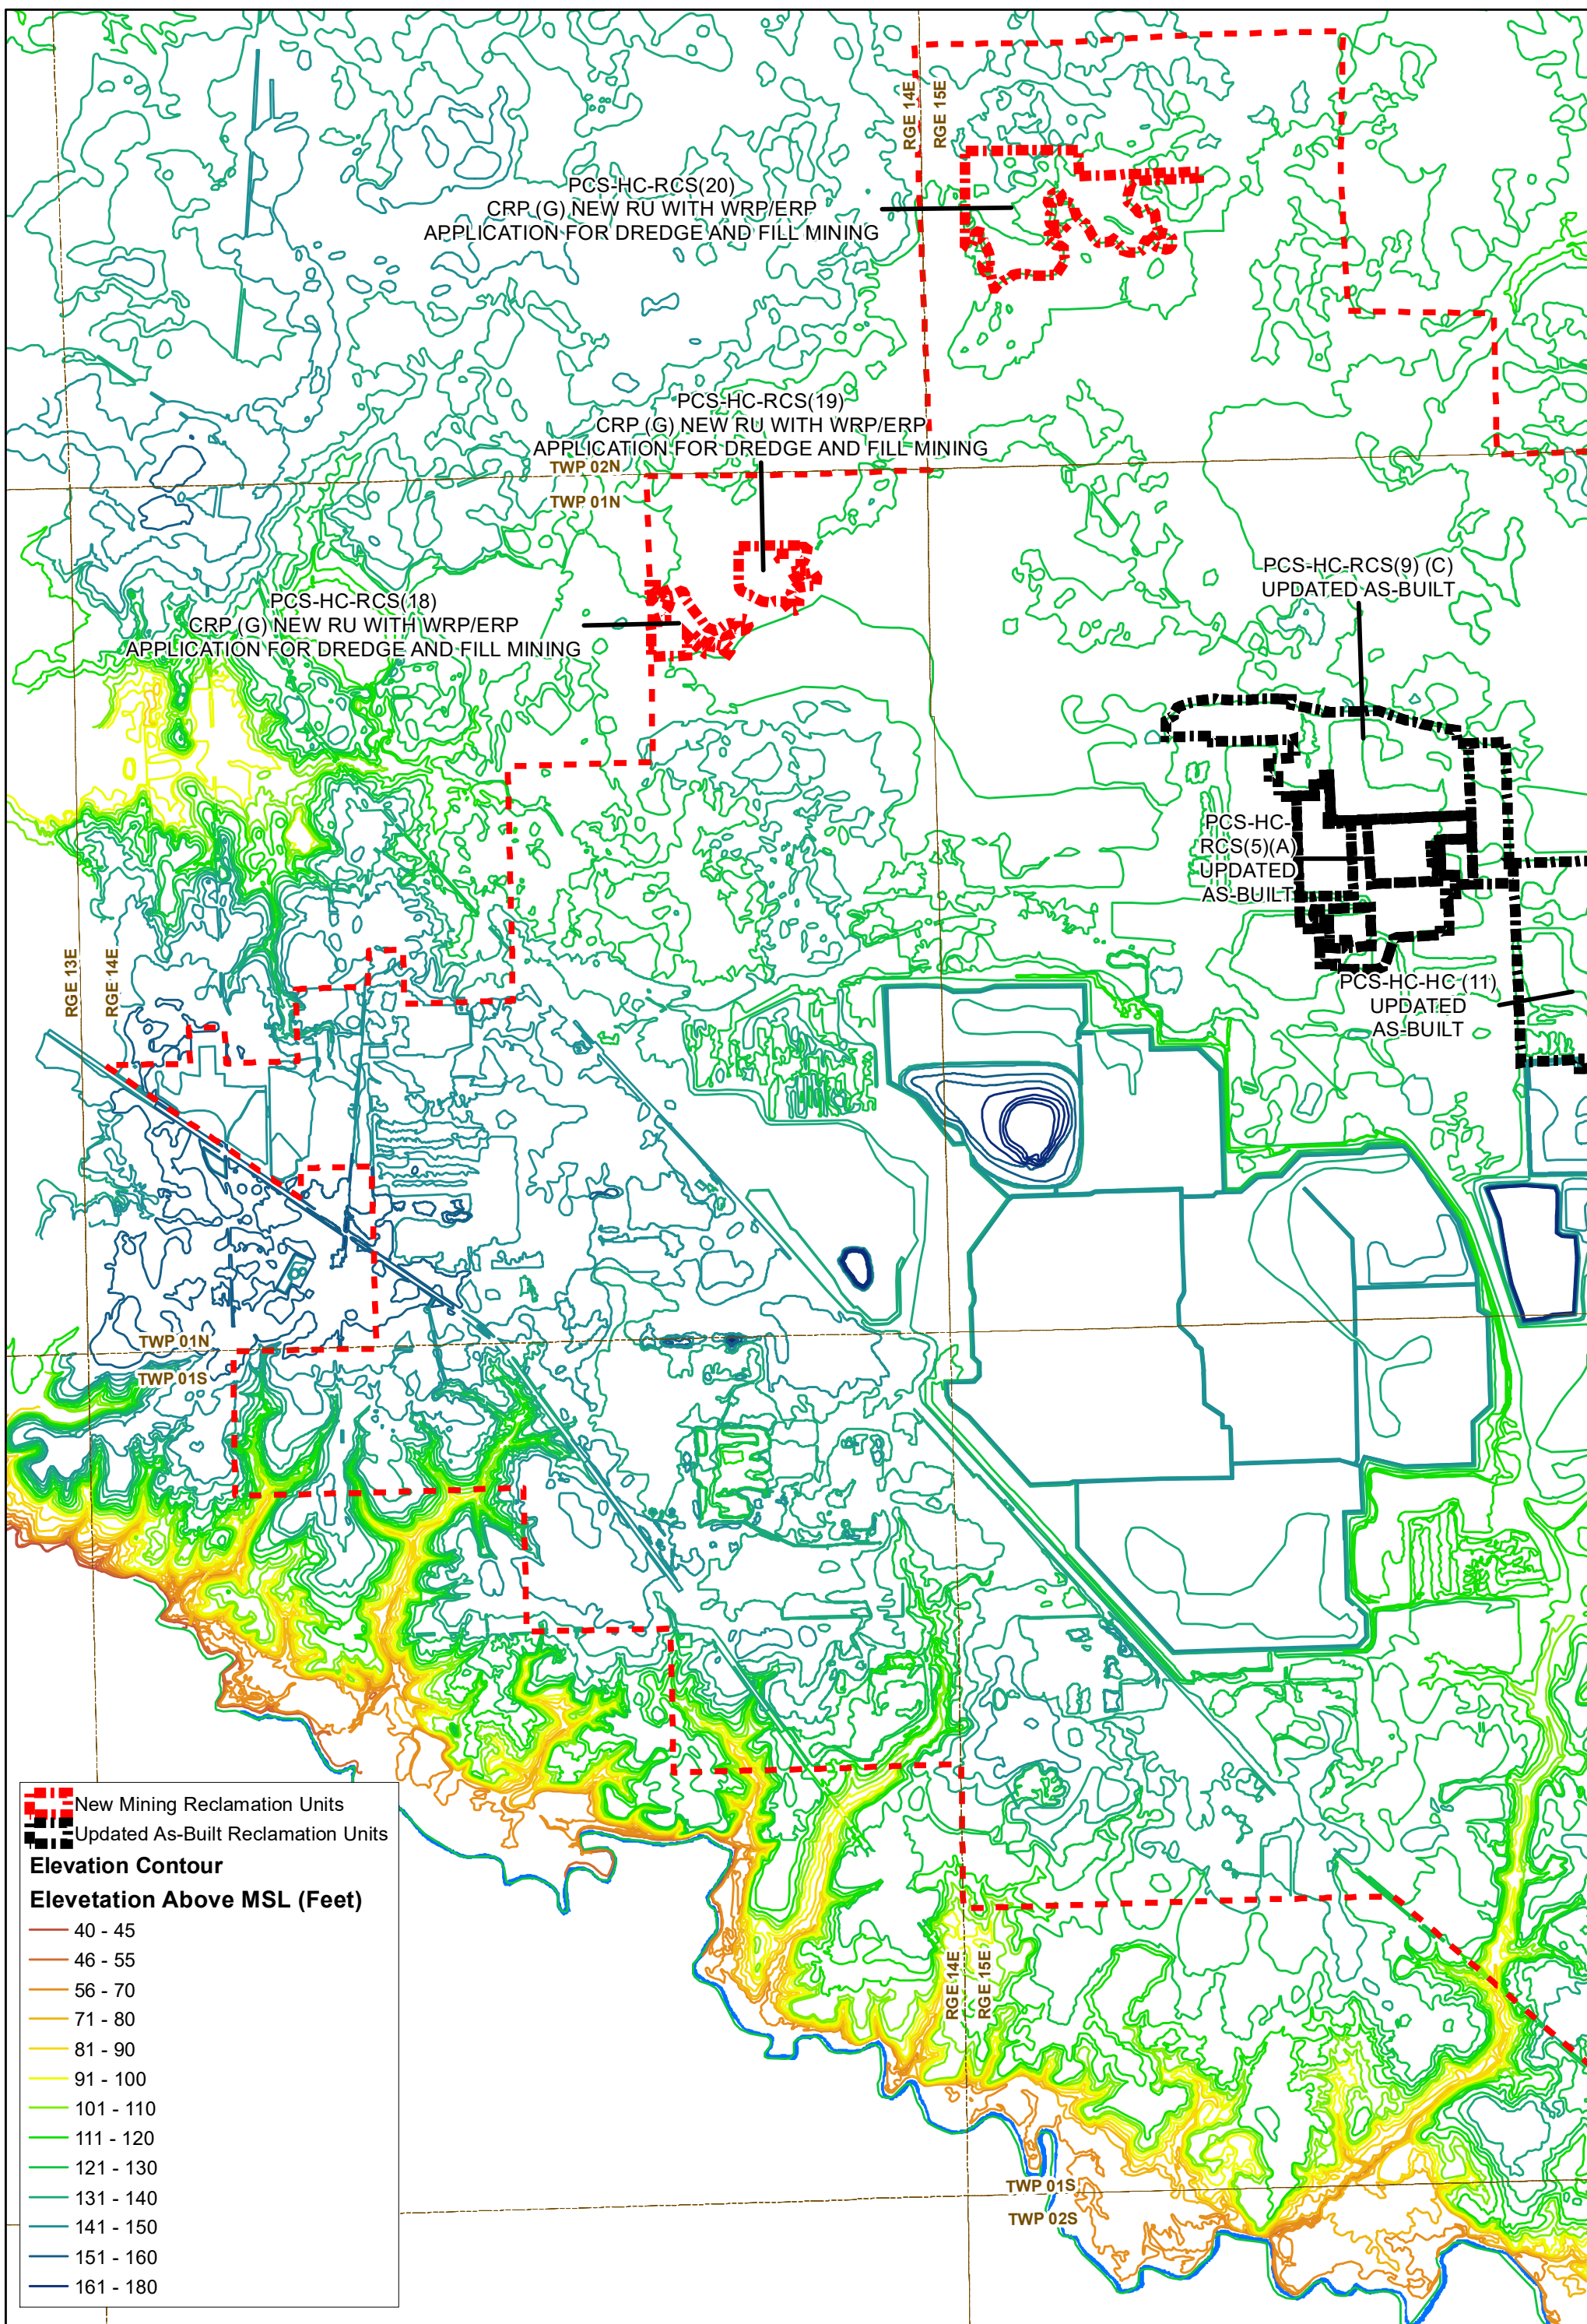 RGE 14E
RGE 15E
PCS-HC-RCS(20)
CRP (G) NEW RU WITH WRP/ERP
APPLICATION FOR DREDGE AND FILL MINING
PCS-HC-RCS(19)
CRP (G) NEW RU WITH WRP/ERP
APPLICATION FOR DREDGE AND FILL MINING
TWP 02N
TWP 01N
PCS-HC-RCS(9) (C)
UPDATED AS-BUILT
PCS-HC-RCS(18)
CRP (G) NEW RU WITH WRP/ERP
APPLICATION FOR DREDGE AND FILL MINING
PCS-HC-
RCS(5)(A)
UPDATED
AS-BUILT
RGE 13E
RGE 14E
PCS-HC-HC (11)
UPDATED
AS-BUILT
TWP 01N
TWP 01S
New Mining Reclamation Units
Updated As-Built Reclamation Units
Elevation Contour
Elevetation Above MSL (Feet)
40 - 45
46 - 55
56 - 70
71 - 80
81 - 90
91 - 100
101 - 110
111 - 120
121 - 130
131 - 140
141 - 150
151 - 160
161 - 180
RGE 14E
RGE 15E
TWP 01S
TWP 02S